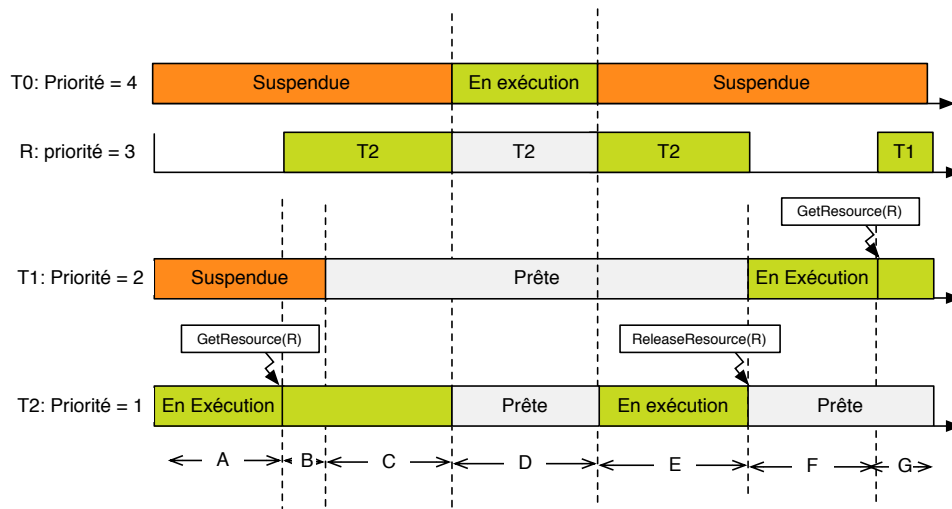 T0: Priorité = 4
Suspendue
En exécution
Suspendue
R: priorité = 3
T2
T2
T2
T1
GetResource(R)
T1: Priorité = 2
Suspendue
Prête
En Exécution
GetResource(R)
ReleaseResource(R)
T2: Priorité = 1
En Exécution
Prête
En exécution
Prête
A
B
C
D
E
F
G